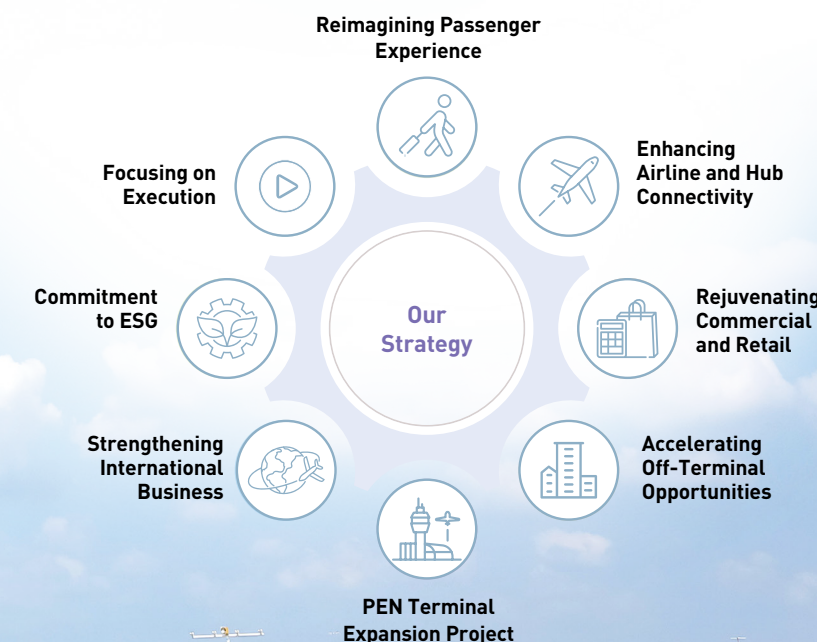 Reimagining Passenger
Experience
Enhancing
Airline and Hub
Connectivity
Rejuvenating
Commercial
and Retail
Accelerating
Off-Terminal
Opportunities
PEN Terminal
Expansion Project
Strengthening
International
Business
Commitment
to ESG
Focusing on
Execution
Our
Strategy